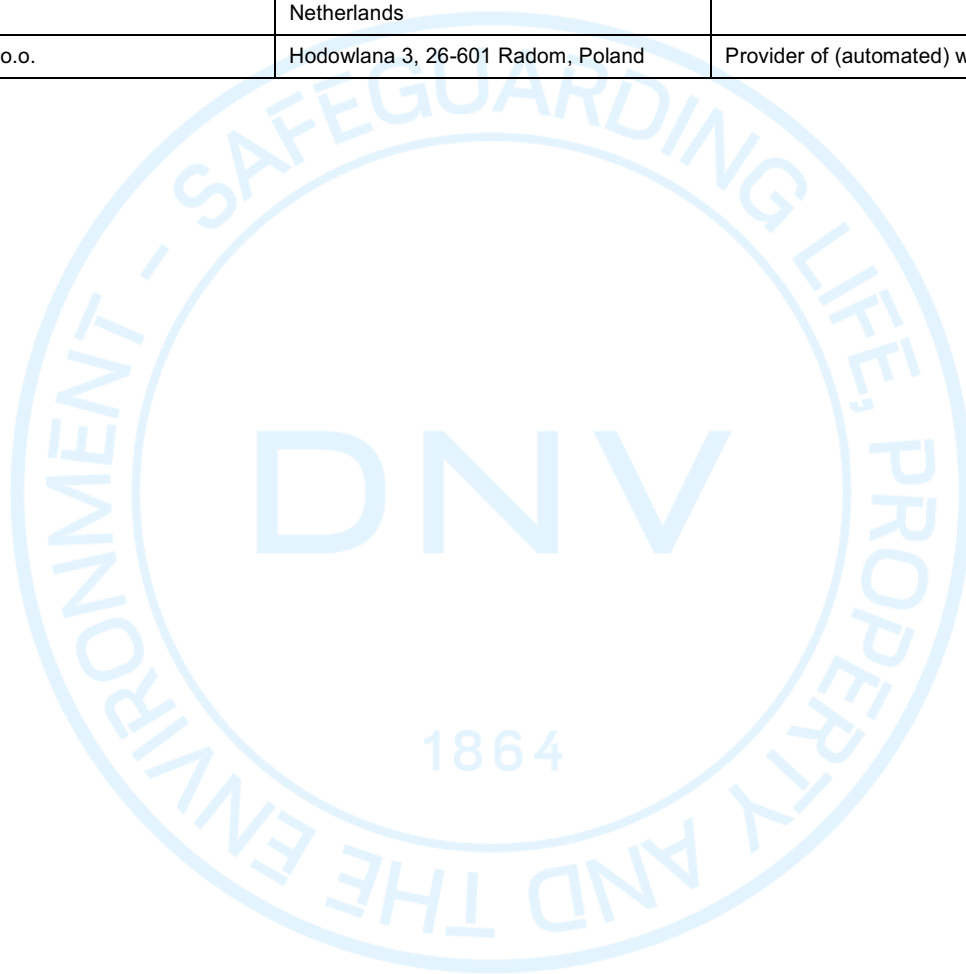 Netherlands
o.o. Hodowlana 3, 26-601 Radom, Poland Provider of (automated) w
SAFEGUARDING LIFE, PROPERTY AND THE ENVIRONMENT –
DNV
1864